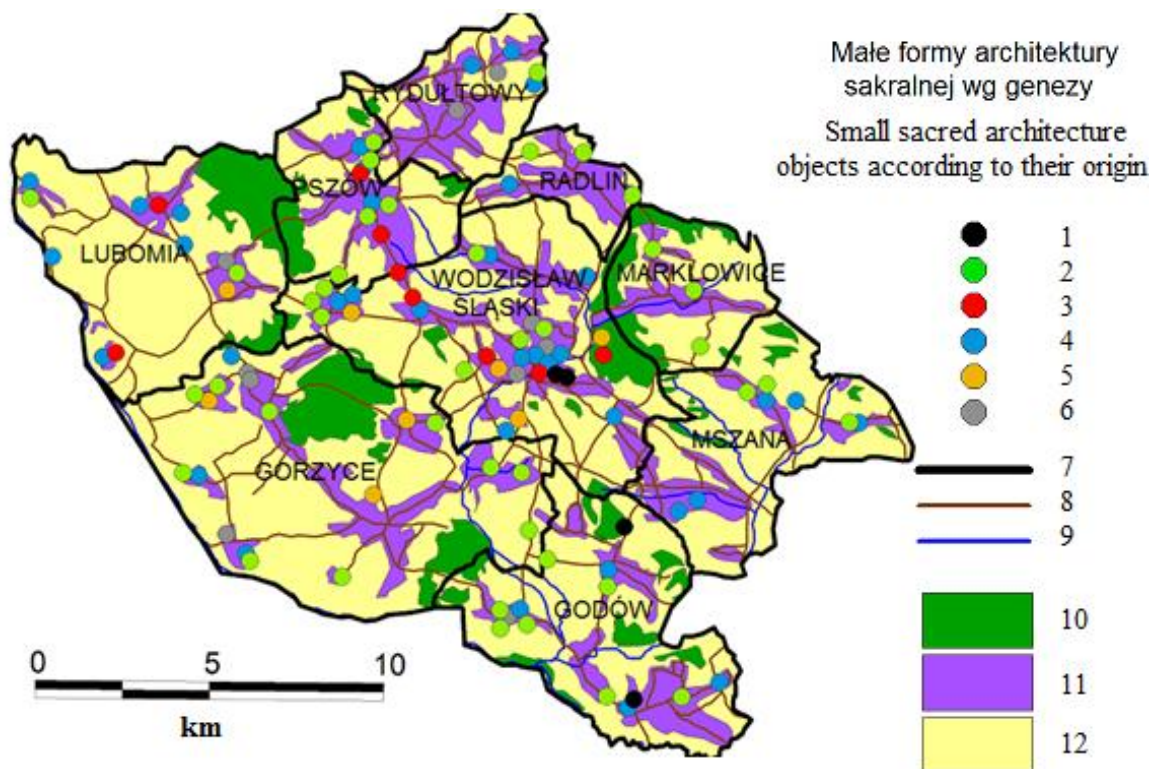 Małe formy architektury
sakralnej wg genezy
Small sacred architecture
objects according to their origin
RYDUŁTOWY
PSZÓW
RADLIN
LUBOMIA
WODZISŁAW
ŚLĄSKI
MARKLOWICE
MSZANA
GORZYCE
GODÓW
1
2
3
4
5
6
7
8
9
10
11
12
0 5 10
km